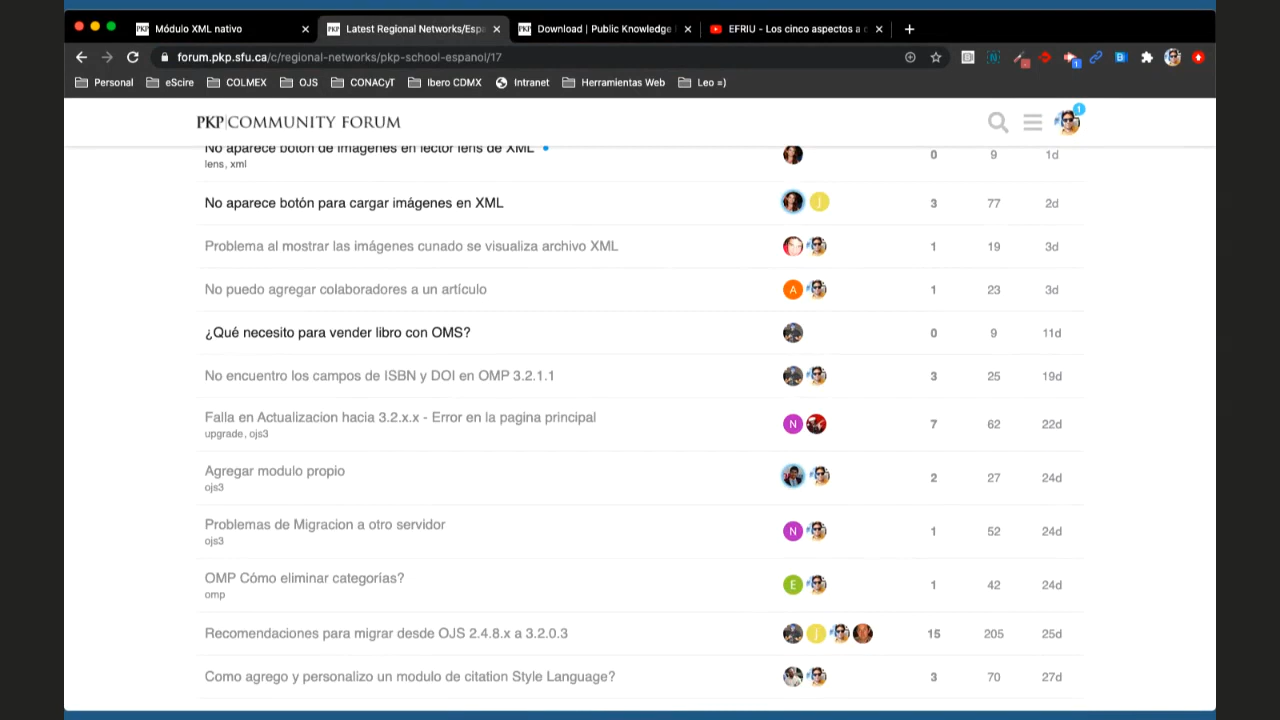 Módulo XML nativo
Latest Regional Networks/Espa
Download | Public Knowledge
EFRIU - Los cinco aspectos a
forum.pkp.sfu.ca/c/regional-networks/pkp-school-espanol/17
Personal eScire COLMEX OJS CONACyT Ibero CDMX Intranet Herramientas Web Leo =)
PKP|COMMUNITY FORUM
1
No aparece botón de imágenes en lector lens de XML
lens, xml
0 9 1d
No aparece botón para cargar imágenes en XML
J
3 77 2d
Problema al mostrar las imágenes cunado se visualiza archivo XML
1 19 3d
No puedo agregar colaboradores a un artículo
A
1 23 3d
¿Qué necesito para vender libro con OMS?
0 9 11d
No encuentro los campos de ISBN y DOI en OMP 3.2.1.1
3 25 19d
Falla en Actualizacion hacia 3.2.x.x - Error en la pagina principal
upgrade, ojs3
N
7 62 22d
Agregar modulo propio
ojs3
2 27 24d
Problemas de Migracion a otro servidor
ojs3
N
1 52 24d
OMP Cómo eliminar categorías?
omp
E
1 42 24d
Recomendaciones para migrar desde OJS 2.4.8.x a 3.2.0.3
J
15 205 25d
Como agrego y personalizo un modulo de citation Style Language?
3 70 27d